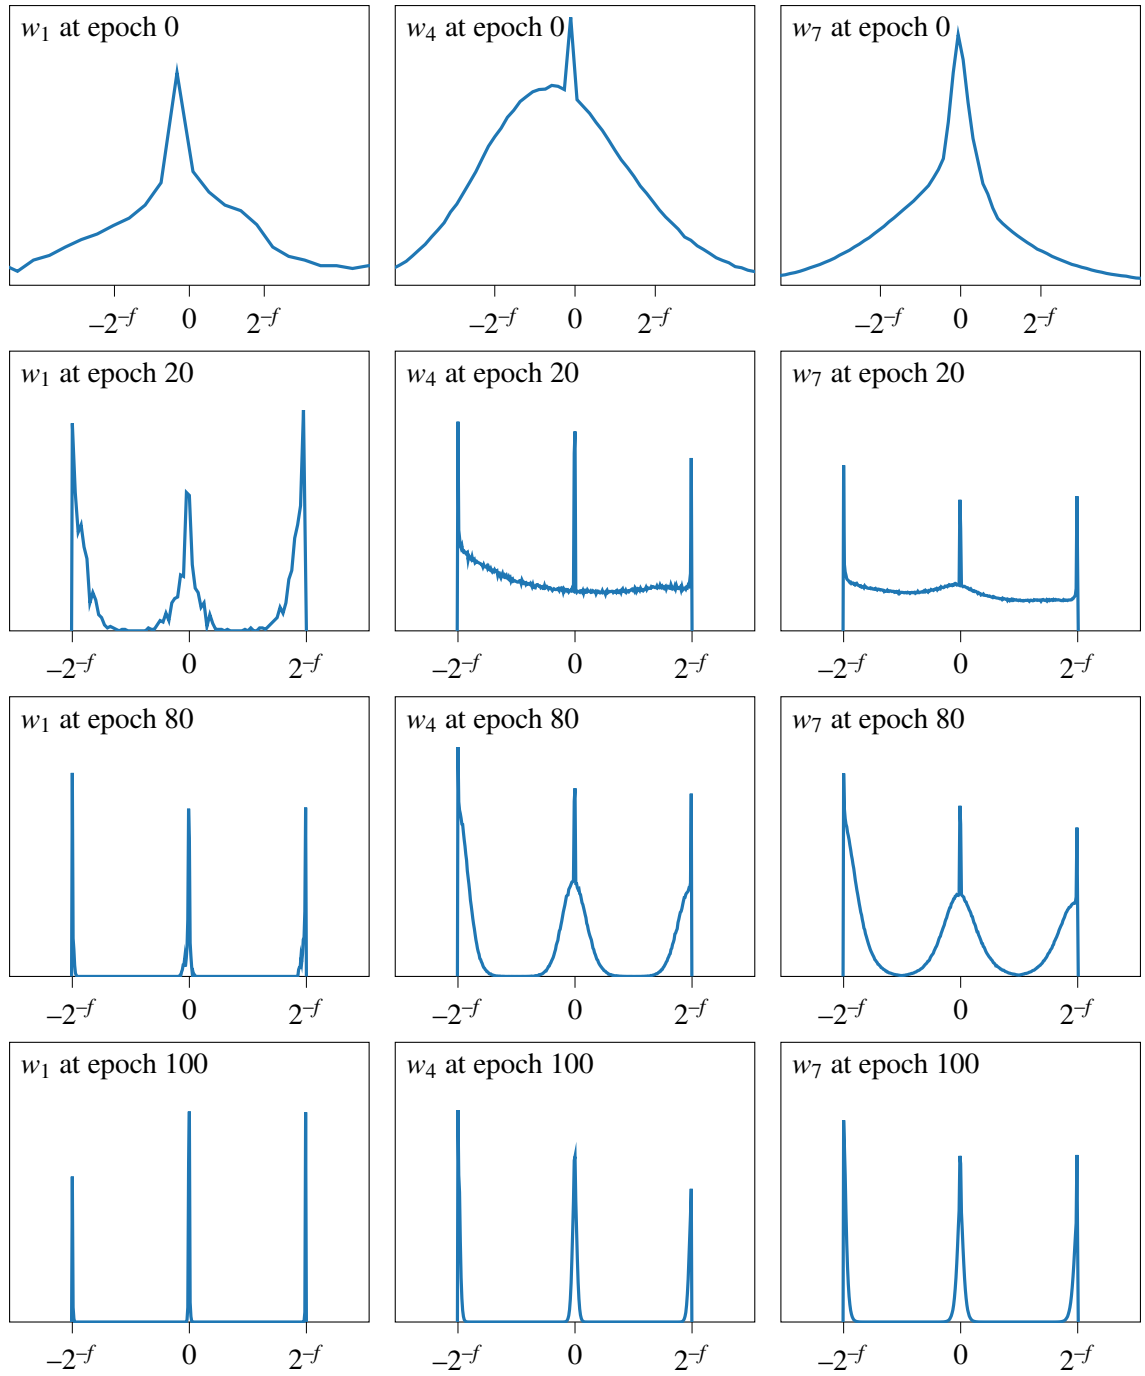 w₁ at epoch 0
w₄ at epoch 0
w₇ at epoch 0
−2⁻ᶠ 0 2⁻ᶠ
−2⁻ᶠ 0 2⁻ᶠ
−2⁻ᶠ 0 2⁻ᶠ
w₁ at epoch 20
w₄ at epoch 20
w₇ at epoch 20
−2⁻ᶠ 0 2⁻ᶠ
−2⁻ᶠ 0 2⁻ᶠ
−2⁻ᶠ 0 2⁻ᶠ
w₁ at epoch 80
w₄ at epoch 80
w₇ at epoch 80
−2⁻ᶠ 0 2⁻ᶠ
−2⁻ᶠ 0 2⁻ᶠ
−2⁻ᶠ 0 2⁻ᶠ
w₁ at epoch 100
w₄ at epoch 100
w₇ at epoch 100
−2⁻ᶠ 0 2⁻ᶠ
−2⁻ᶠ 0 2⁻ᶠ
−2⁻ᶠ 0 2⁻ᶠ